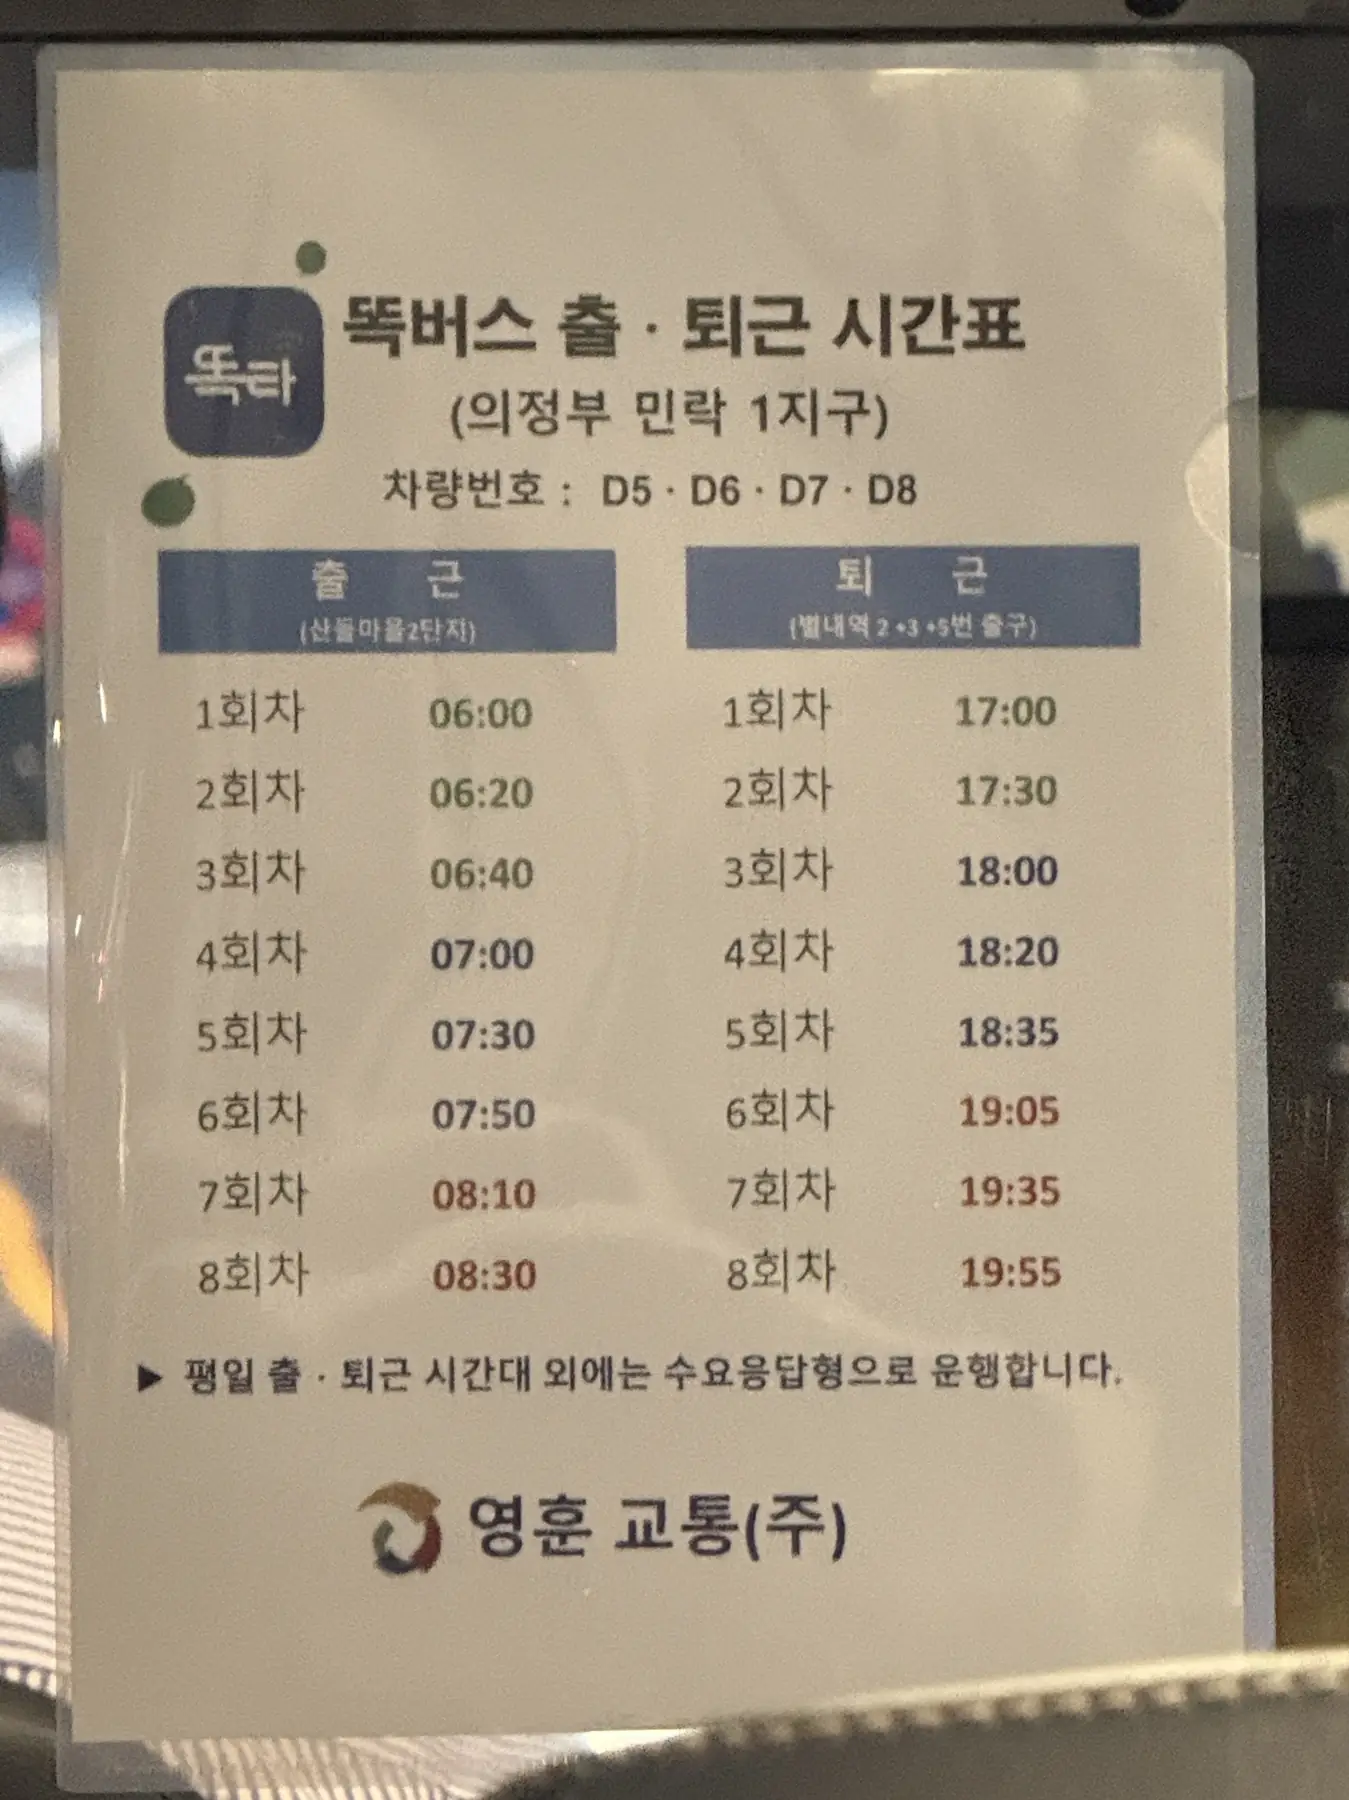 똑타
똑버스 출 · 퇴근 시간표
(의정부 민락 1지구)
차량번호 : D5 · D6 · D7 · D8
출 근
(산들마을2단지)
퇴 근
(별내역 2 •3 •5번 출구)
1회차 06:00 1회차 17:00
2회차 06:20 2회차 17:30
3회차 06:40 3회차 18:00
4회차 07:00 4회차 18:20
5회차 07:30 5회차 18:35
6회차 07:50 6회차 19:05
7회차 08:10 7회차 19:35
8회차 08:30 8회차 19:55
▶ 평일 출 · 퇴근 시간대 외에는 수요응답형으로 운행합니다.
영훈 교통(주)